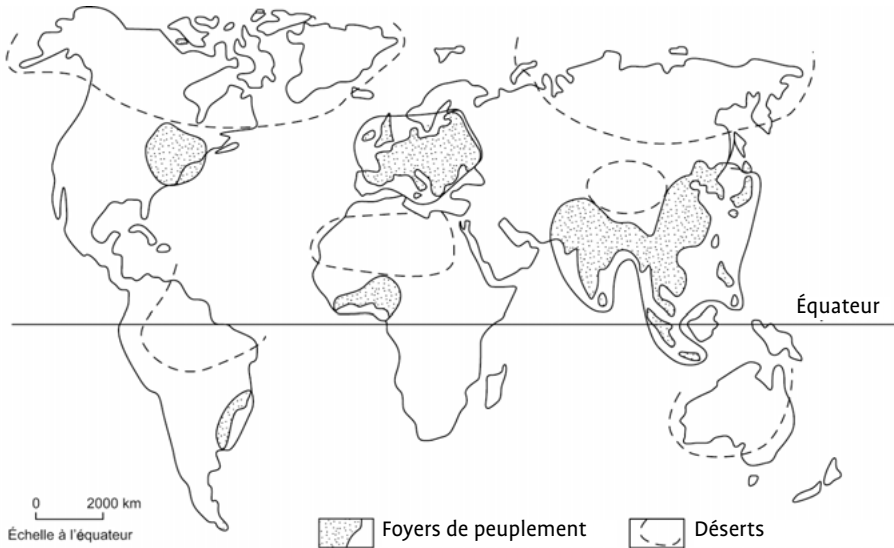 Équateur
0 2000 km
Échelle à l'équateur
Foyers de peuplement
Déserts